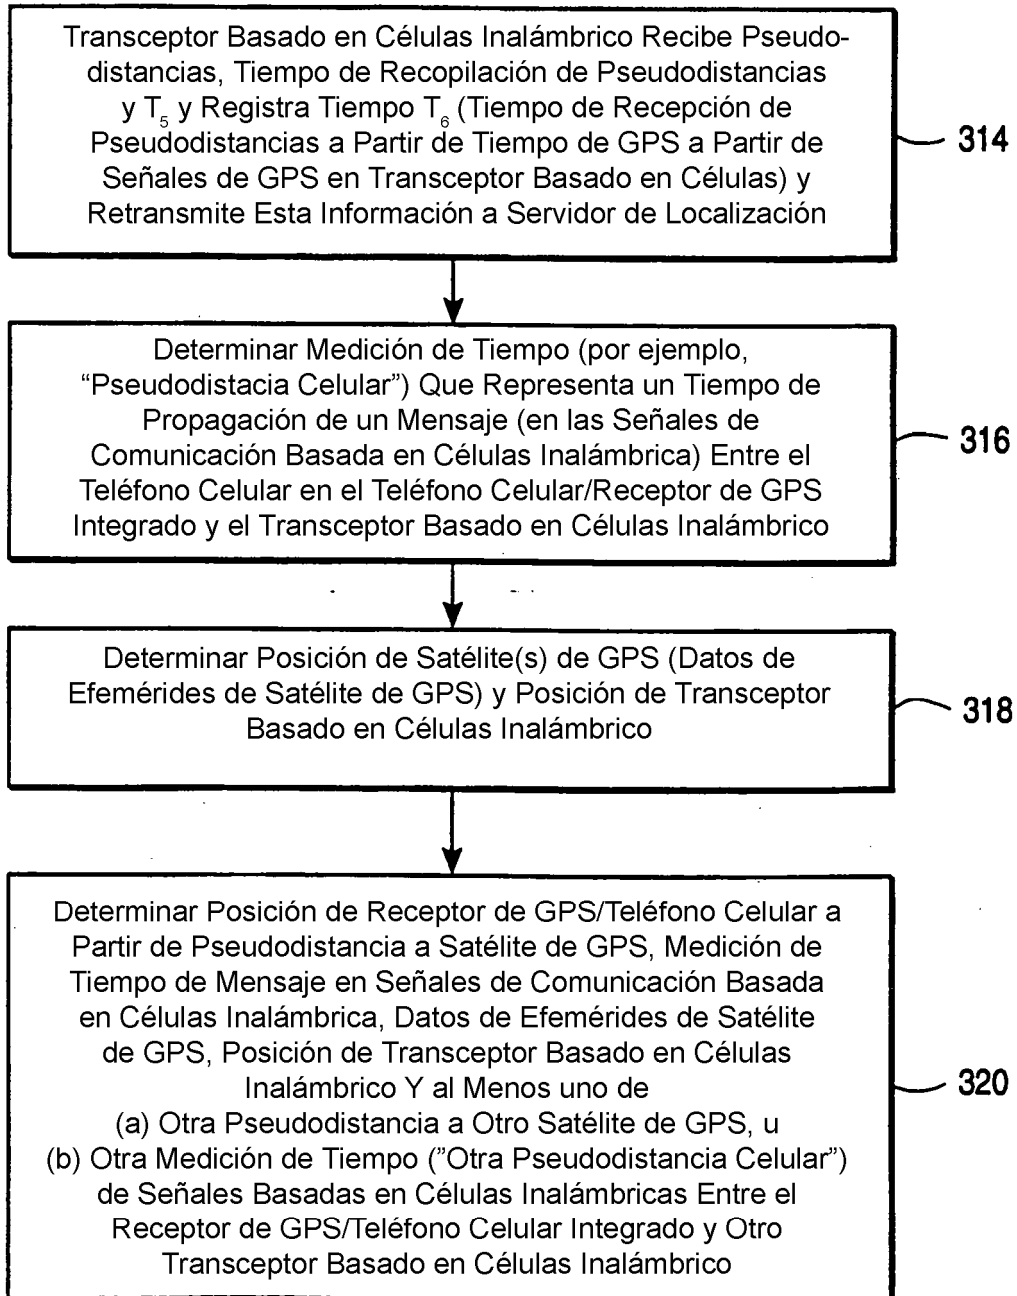 Transceptor Basado en Células Inalámbrico Recibe Pseudo-
distancias, Tiempo de Recopilación de Pseudodistancias
y T₅ y Registra Tiempo T₆ (Tiempo de Recepción de
Pseudodistancias a Partir de Tiempo de GPS a Partir de
Señales de GPS en Transceptor Basado en Células) y
Retransmite Esta Información a Servidor de Localización
314
Determinar Medición de Tiempo (por ejemplo,
“Pseudodistacia Celular”) Que Representa un Tiempo de
Propagación de un Mensaje (en las Señales de
Comunicación Basada en Células Inalámbrica) Entre el
Teléfono Celular en el Teléfono Celular/Receptor de GPS
Integrado y el Transceptor Basado en Células Inalámbrico
316
Determinar Posición de Satélite(s) de GPS (Datos de
Efemérides de Satélite de GPS) y Posición de Transceptor
Basado en Células Inalámbrico
318
Determinar Posición de Receptor de GPS/Teléfono Celular a
Partir de Pseudodistancia a Satélite de GPS, Medición de
Tiempo de Mensaje en Señales de Comunicación Basada
en Células Inalámbrica, Datos de Efemérides de Satélite
de GPS, Posición de Transceptor Basado en Células
Inalámbrico Y al Menos uno de
(a) Otra Pseudodistancia a Otro Satélite de GPS, u
(b) Otra Medición de Tiempo (”Otra Pseudodistancia Celular”)
de Señales Basadas en Células Inalámbricas Entre el
Receptor de GPS/Teléfono Celular Integrado y Otro
Transceptor Basado en Células Inalámbrico
320